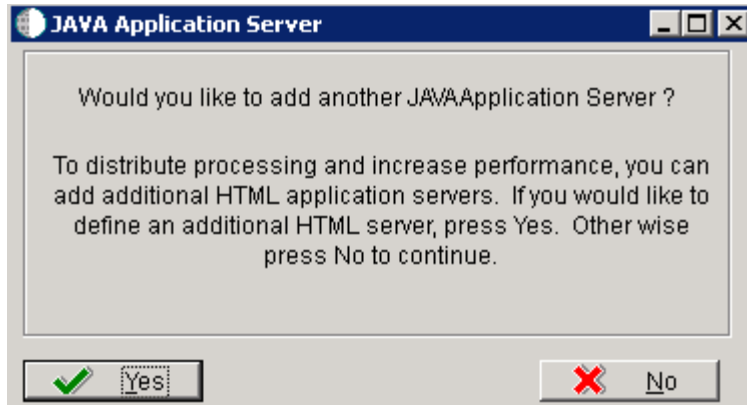 JAVA Application Server
Would you like to add another JAVAApplication Server ?
To distribute processing and increase performance, you can
add additional HTML application servers.  If you would like to
define an additional HTML server, press Yes.  Other wise
press No to continue.
Yes
No